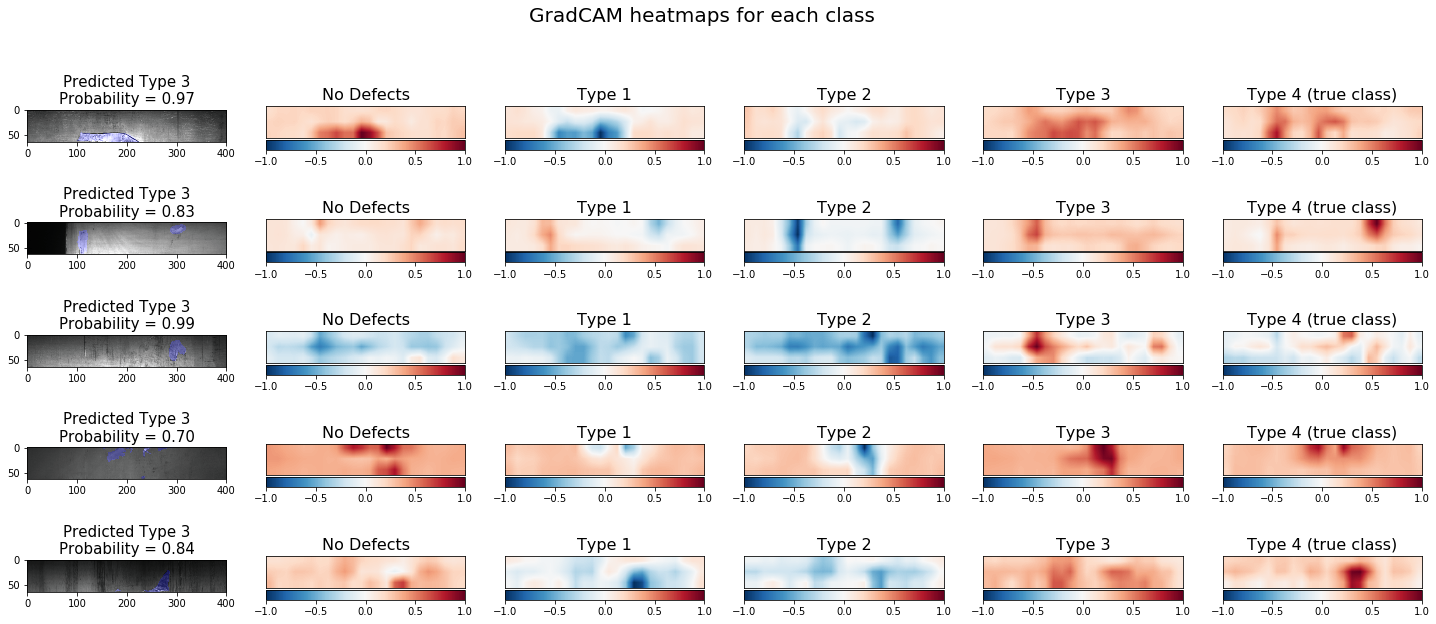 GradCAM heatmaps for each class
Predicted Type 3
Probability = 0.97
No Defects
Type 1
Type 2
Type 3
Type 4 (true class)
0
50
0 100 200 300 400
−1.0 −0.5 0.0 0.5 1.0
−1.0 −0.5 0.0 0.5 1.0
−1.0 −0.5 0.0 0.5 1.0
−1.0 −0.5 0.0 0.5 1.0
−1.0 −0.5 0.0 0.5 1.0
Predicted Type 3
Probability = 0.83
No Defects
Type 1
Type 2
Type 3
Type 4 (true class)
0
50
0 100 200 300 400
−1.0 −0.5 0.0 0.5 1.0
−1.0 −0.5 0.0 0.5 1.0
−1.0 −0.5 0.0 0.5 1.0
−1.0 −0.5 0.0 0.5 1.0
−1.0 −0.5 0.0 0.5 1.0
Predicted Type 3
Probability = 0.99
No Defects
Type 1
Type 2
Type 3
Type 4 (true class)
0
50
0 100 200 300 400
−1.0 −0.5 0.0 0.5 1.0
−1.0 −0.5 0.0 0.5 1.0
−1.0 −0.5 0.0 0.5 1.0
−1.0 −0.5 0.0 0.5 1.0
−1.0 −0.5 0.0 0.5 1.0
Predicted Type 3
Probability = 0.70
No Defects
Type 1
Type 2
Type 3
Type 4 (true class)
0
50
0 100 200 300 400
−1.0 −0.5 0.0 0.5 1.0
−1.0 −0.5 0.0 0.5 1.0
−1.0 −0.5 0.0 0.5 1.0
−1.0 −0.5 0.0 0.5 1.0
−1.0 −0.5 0.0 0.5 1.0
Predicted Type 3
Probability = 0.84
No Defects
Type 1
Type 2
Type 3
Type 4 (true class)
0
50
0 100 200 300 400
−1.0 −0.5 0.0 0.5 1.0
−1.0 −0.5 0.0 0.5 1.0
−1.0 −0.5 0.0 0.5 1.0
−1.0 −0.5 0.0 0.5 1.0
−1.0 −0.5 0.0 0.5 1.0